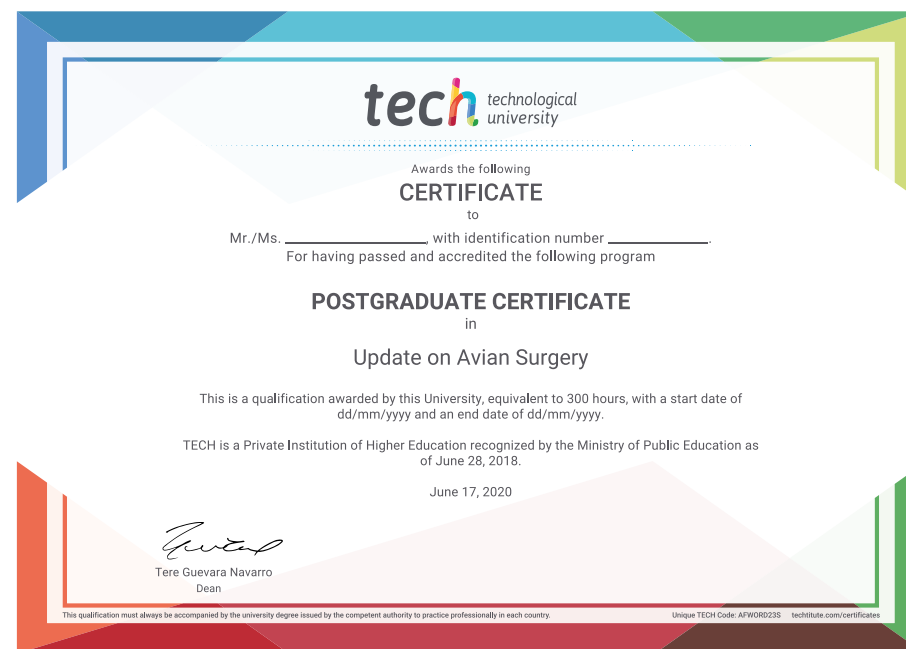 tech technological
university
Awards the following
CERTIFICATE
to
Mr./Ms. ____________________, with identification number ______________.
For having passed and accredited the following program
POSTGRADUATE CERTIFICATE
in
Update on Avian Surgery
This is a qualification awarded by this University, equivalent to 300 hours, with a start date of
dd/mm/yyyy and an end date of dd/mm/yyyy.
TECH is a Private Institution of Higher Education recognized by the Ministry of Public Education as
of June 28, 2018.
June 17, 2020
Tere Guevara Navarro
Dean
This qualification must always be accompanied by the university degree issued by the competent authority to practice professionally in each country.
Unique TECH Code: AFWORD23S techtitute.com/certificates